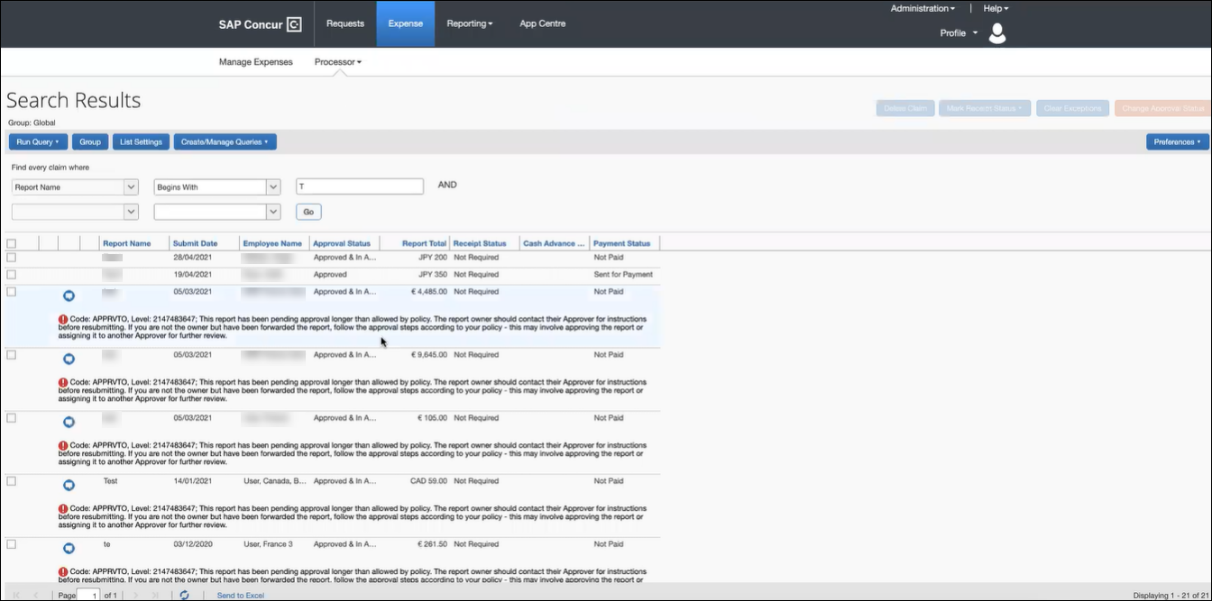 Administration | Help
SAP Concur Requests Expense Reporting App Centre
Profile
Manage Expenses Processor
Search Results
Delete Claim Mark Receipt Status Clear Exceptions Change Approval Status
Group: Global
Run Query Group List Settings Create/Manage Queries Preferences
Find every claim where
Report Name Begins With T AND
Go
Report Name Submit Date Employee Name Approval Status Report Total Receipt Status Cash Advance ... Payment Status
28/04/2021 Approved & In A... JPY 200 Not Required Not Paid
19/04/2021 Approved JPY 350 Not Required Sent for Payment
05/03/2021 Approved & In A... € 4,485.00 Not Required Not Paid
Code: APPRVTO, Level: 2147483647; This report has been pending approval longer than allowed by policy. The report owner should contact their Approver for instructions
before resubmitting. If you are not the owner but have been forwarded the report, follow the approval steps according to your policy - this may involve approving the report or
assigning it to another Approver for further review.
05/03/2021 Approved & In A... € 9,645.00 Not Required Not Paid
Code: APPRVTO, Level: 2147483647; This report has been pending approval longer than allowed by policy. The report owner should contact their Approver for instructions
before resubmitting. If you are not the owner but have been forwarded the report, follow the approval steps according to your policy - this may involve approving the report or
assigning it to another Approver for further review.
05/03/2021 Approved & In A... € 105.00 Not Required Not Paid
Code: APPRVTO, Level: 2147483647; This report has been pending approval longer than allowed by policy. The report owner should contact their Approver for instructions
before resubmitting. If you are not the owner but have been forwarded the report, follow the approval steps according to your policy - this may involve approving the report or
assigning it to another Approver for further review.
Test 14/01/2021 User, Canada, B... Approved & In A... CAD 59.00 Not Required Not Paid
Code: APPRVTO, Level: 2147483647; This report has been pending approval longer than allowed by policy. The report owner should contact their Approver for instructions
before resubmitting. If you are not the owner but have been forwarded the report, follow the approval steps according to your policy - this may involve approving the report or
assigning it to another Approver for further review.
te 03/12/2020 User, France 3 Approved & In A... € 261.50 Not Required Not Paid
Code: APPRVTO, Level: 2147483647; This report has been pending approval longer than allowed by policy. The report owner should contact their Approver for instructions
before resubmitting. If you are not the owner but have been forwarded the report, follow the approval steps according to your policy - this may involve approving the report or
Page 1 of 1 Send to Excel Displaying 1 - 21 of 21